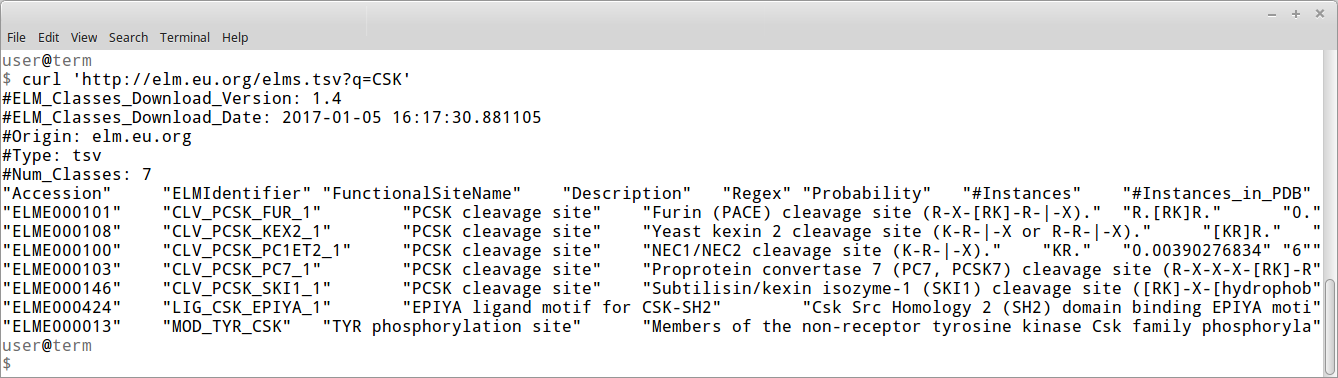 File Edit View Search Terminal Help
user@term
$ curl 'http://elm.eu.org/elms.tsv?q=CSK'
#ELM_Classes_Download_Version: 1.4
#ELM_Classes_Download_Date: 2017-01-05 16:17:30.881105
#Origin: elm.eu.org
#Type: tsv
#Num_Classes: 7
"Accession" "ELMIdentifier" "FunctionalSiteName" "Description" "Regex" "Probability" "#Instances" "#Instances_in_PDB"
"ELME000101" "CLV_PCSK_FUR_1" "PCSK cleavage site" "Furin (PACE) cleavage site (R-X-[RK]-R-|-X)." "R.[RK]R." "0."
"ELME000108" "CLV_PCSK_KEX2_1" "PCSK cleavage site" "Yeast kexin 2 cleavage site (K-R-|-X or R-R-|-X)." "[KR]R." "
"ELME000100" "CLV_PCSK_PC1ET2_1" "PCSK cleavage site" "NEC1/NEC2 cleavage site (K-R-|-X)." "KR." "0.00390276834" "6""
"ELME000103" "CLV_PCSK_PC7_1" "PCSK cleavage site" "Proprotein convertase 7 (PC7, PCSK7) cleavage site (R-X-X-X-[RK]-R"
"ELME000146" "CLV_PCSK_SKI1_1" "PCSK cleavage site" "Subtilisin/kexin isozyme-1 (SKI1) cleavage site ([RK]-X-[hydrophob"
"ELME000424" "LIG_CSK_EPIYA_1" "EPIYA ligand motif for CSK-SH2" "Csk Src Homology 2 (SH2) domain binding EPIYA moti"
"ELME000013" "MOD_TYR_CSK" "TYR phosphorylation site" "Members of the non-receptor tyrosine kinase Csk family phosphoryla"
user@term
$